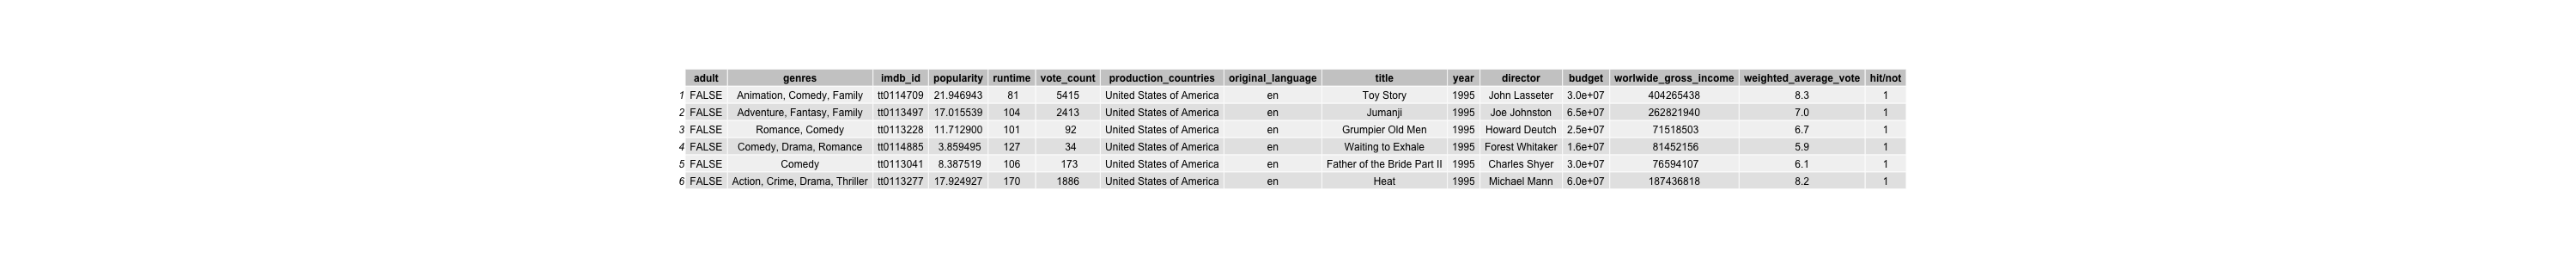 adult genres imdb_id popularity runtime vote_count production_countries original_language title year director budget worlwide_gross_income weighted_average_vote hit/not
1 FALSE Animation, Comedy, Family tt0114709 21.946943 81 5415 United States of America en Toy Story 1995 John Lasseter 3.0e+07 404265438 8.3 1
2 FALSE Adventure, Fantasy, Family tt0113497 17.015539 104 2413 United States of America en Jumanji 1995 Joe Johnston 6.5e+07 262821940 7.0 1
3 FALSE Romance, Comedy tt0113228 11.712900 101 92 United States of America en Grumpier Old Men 1995 Howard Deutch 2.5e+07 71518503 6.7 1
4 FALSE Comedy, Drama, Romance tt0114885 3.859495 127 34 United States of America en Waiting to Exhale 1995 Forest Whitaker 1.6e+07 81452156 5.9 1
5 FALSE Comedy tt0113041 8.387519 106 173 United States of America en Father of the Bride Part II 1995 Charles Shyer 3.0e+07 76594107 6.1 1
6 FALSE Action, Crime, Drama, Thriller tt0113277 17.924927 170 1886 United States of America en Heat 1995 Michael Mann 6.0e+07 187436818 8.2 1